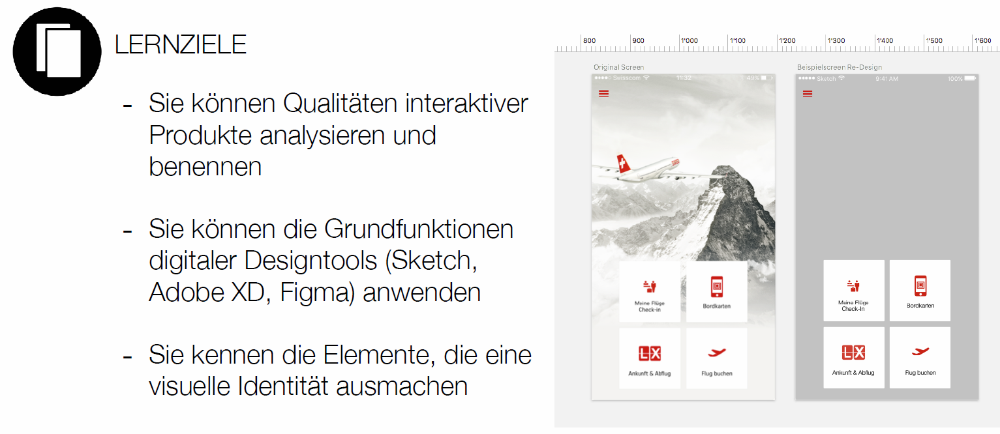 LERNZIELE
- Sie können Qualitäten interaktiver
Produkte analysieren und
benennen
- Sie können die Grundfunktionen
digitaler Designtools (Sketch,
Adobe XD, Figma) anwenden
- Sie kennen die Elemente, die eine
visuelle Identität ausmachen
800 900 1'000 1'100 1'200 1'300 1'400 1'500 1'600
Original Screen
Swisscom 11:32 49%
Meine Flüge
Check-in
Bordkarten
LX
Ankunft & Abflug
Flug buchen
Beispielscreen Re-Design
Sketch 9:41 AM 100%
Meine Flüge
Check-In
Bordkarten
LX
Ankunft & Abflug
Flug buchen